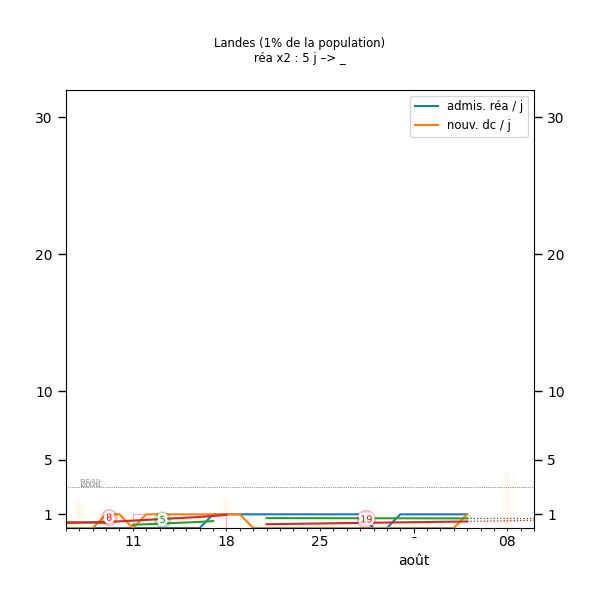 Landes (1% de la population)
réa x2 : 5 j –> _
admis. réa / j
nouv. dc / j
30 30
20 20
10 10
5 5
1 1
8 5 19
11 18 25 - 08
août